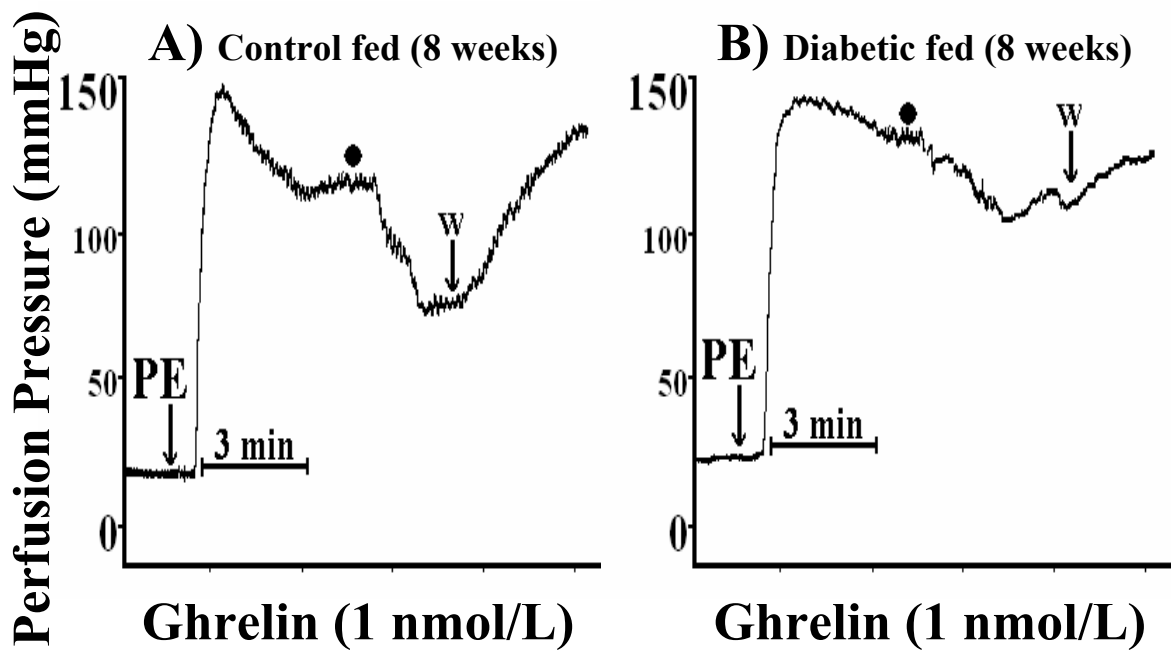 Perfusion Pressure (mmHg)
A) Control fed (8 weeks)
150
100
50
0
PE
3 min
W
Ghrelin (1 nmol/L)
B) Diabetic fed (8 weeks)
150
100
50
0
PE
3 min
W
Ghrelin (1 nmol/L)